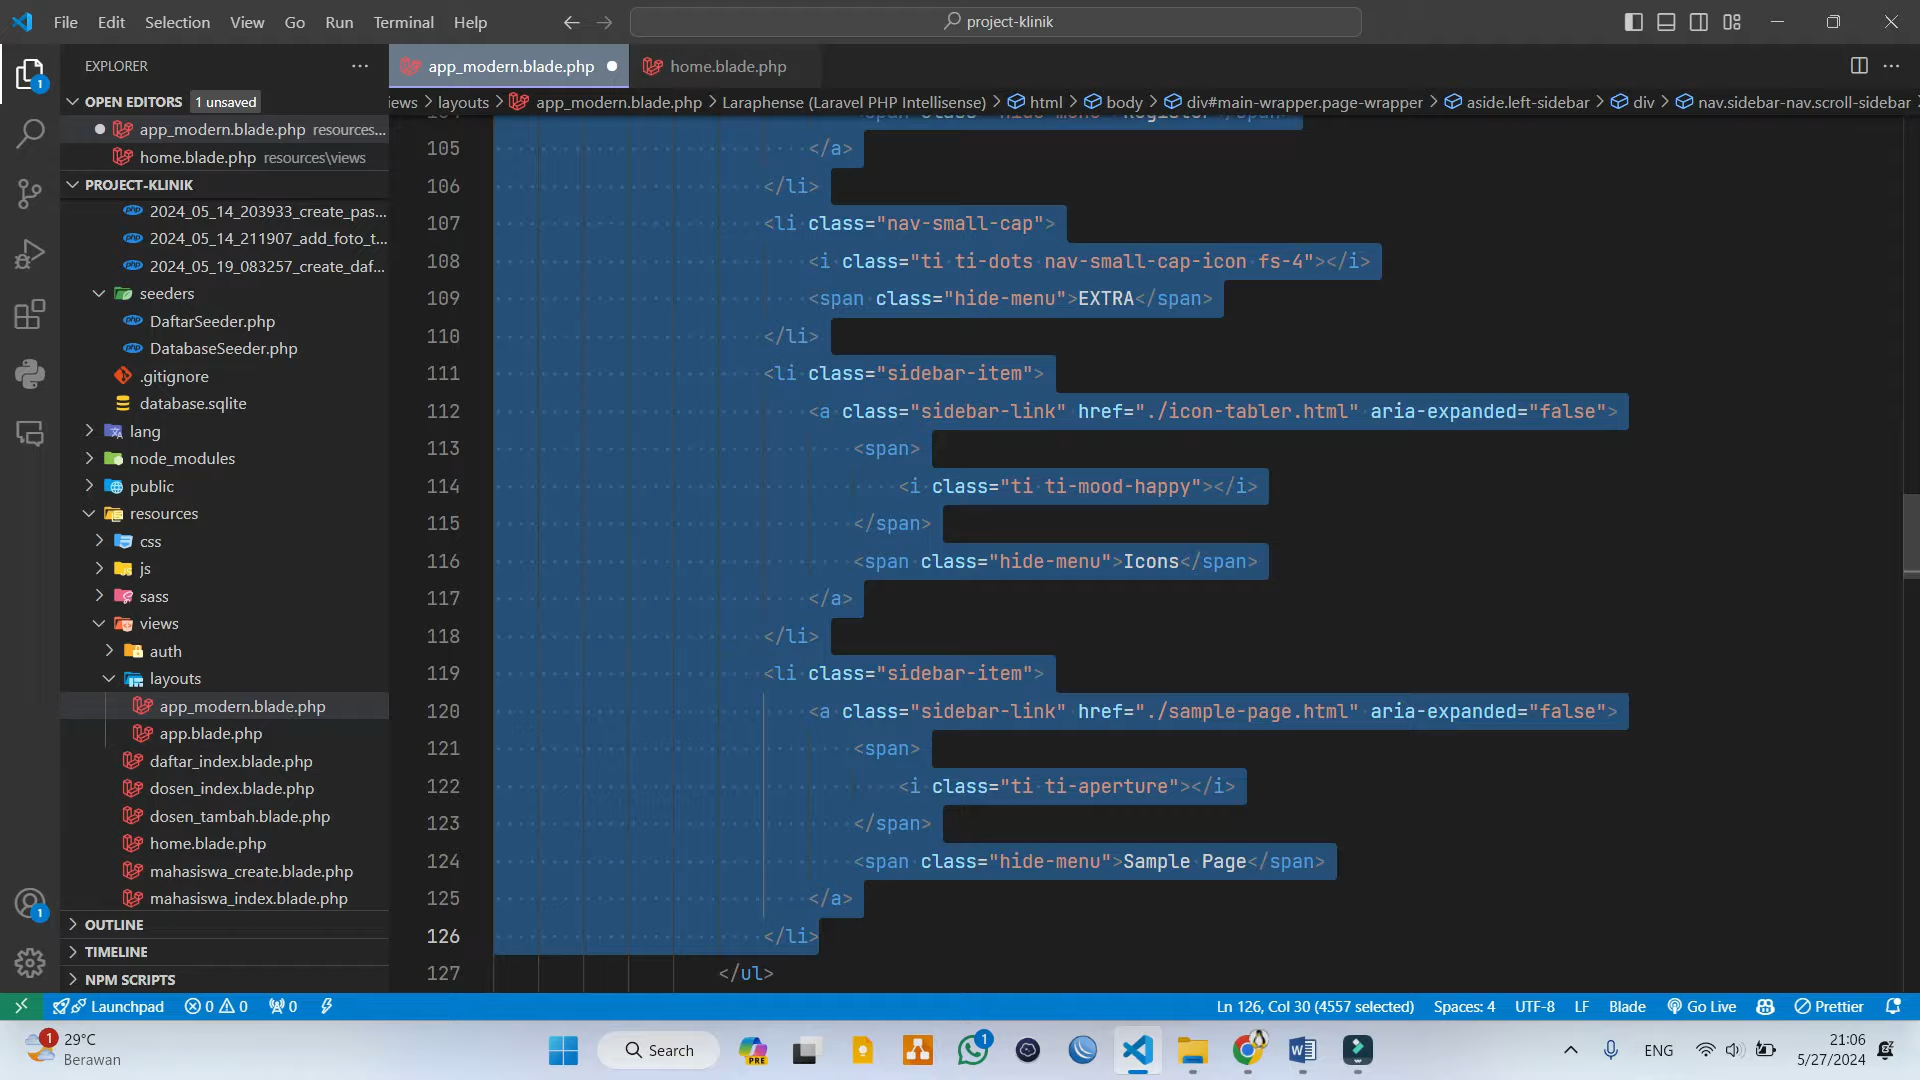 File Edit Selection View Go Run Terminal Help
project-klinik
EXPLORER
app_modern.blade.php
home.blade.php
OPEN EDITORS 1 unsaved
iews > layouts > app_modern.blade.php > Laraphense (Laravel PHP Intellisense) > html > body > div#main-wrapper.page-wrapper > aside.left-sidebar > div > nav.sidebar-nav.scroll-sidebar
app_modern.blade.php resources...
home.blade.php resources\views
PROJECT-KLINIK
2024_05_14_203933_create_pas...
2024_05_14_211907_add_foto_t...
2024_05_19_083257_create_daf...
seeders
DaftarSeeder.php
DatabaseSeeder.php
.gitignore
database.sqlite
lang
node_modules
public
resources
css
js
sass
views
auth
layouts
app_modern.blade.php
app.blade.php
daftar_index.blade.php
dosen_index.blade.php
dosen_tambah.blade.php
home.blade.php
mahasiswa_create.blade.php
mahasiswa_index.blade.php
OUTLINE
TIMELINE
NPM SCRIPTS
104 <span class="hide-menu">Register</span>
105 </a>
106 </li>
107 <li class="nav-small-cap">
108 <i class="ti ti-dots nav-small-cap-icon fs-4"></i>
109 <span class="hide-menu">EXTRA</span>
110 </li>
111 <li class="sidebar-item">
112 <a class="sidebar-link" href="./icon-tabler.html" aria-expanded="false">
113 <span>
114 <i class="ti ti-mood-happy"></i>
115 </span>
116 <span class="hide-menu">Icons</span>
117 </a>
118 </li>
119 <li class="sidebar-item">
120 <a class="sidebar-link" href="./sample-page.html" aria-expanded="false">
121 <span>
122 <i class="ti ti-aperture"></i>
123 </span>
124 <span class="hide-menu">Sample Page</span>
125 </a>
126 </li>
127 </ul>
Launchpad 0 0 0
Ln 126, Col 30 (4557 selected) Spaces: 4 UTF-8 LF Blade Go Live Prettier
1 29°C
Berawan
Search
PRE
1
ENG
21:06
5/27/2024